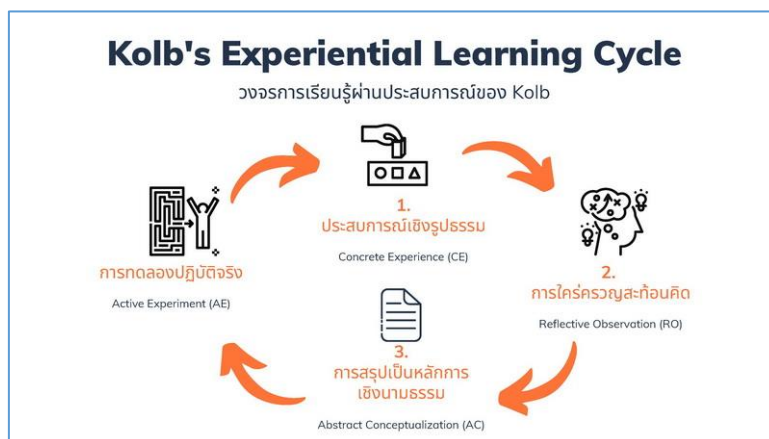 Kolb's Experiential Learning Cycle
วงจรการเรียนรู้ผ่านประสบการณ์ของ Kolb
1.
ประสบการณ์เชิงรูปธรรม
Concrete Experience (CE)
2.
การใคร่ครวญสะท้อนคิด
Reflective Observation (RO)
3.
การสรุปเป็นหลักการ
เชิงนามธรรม
Abstract Conceptualization (AC)
การทดลองปฏิบัติจริง
Active Experiment (AE)